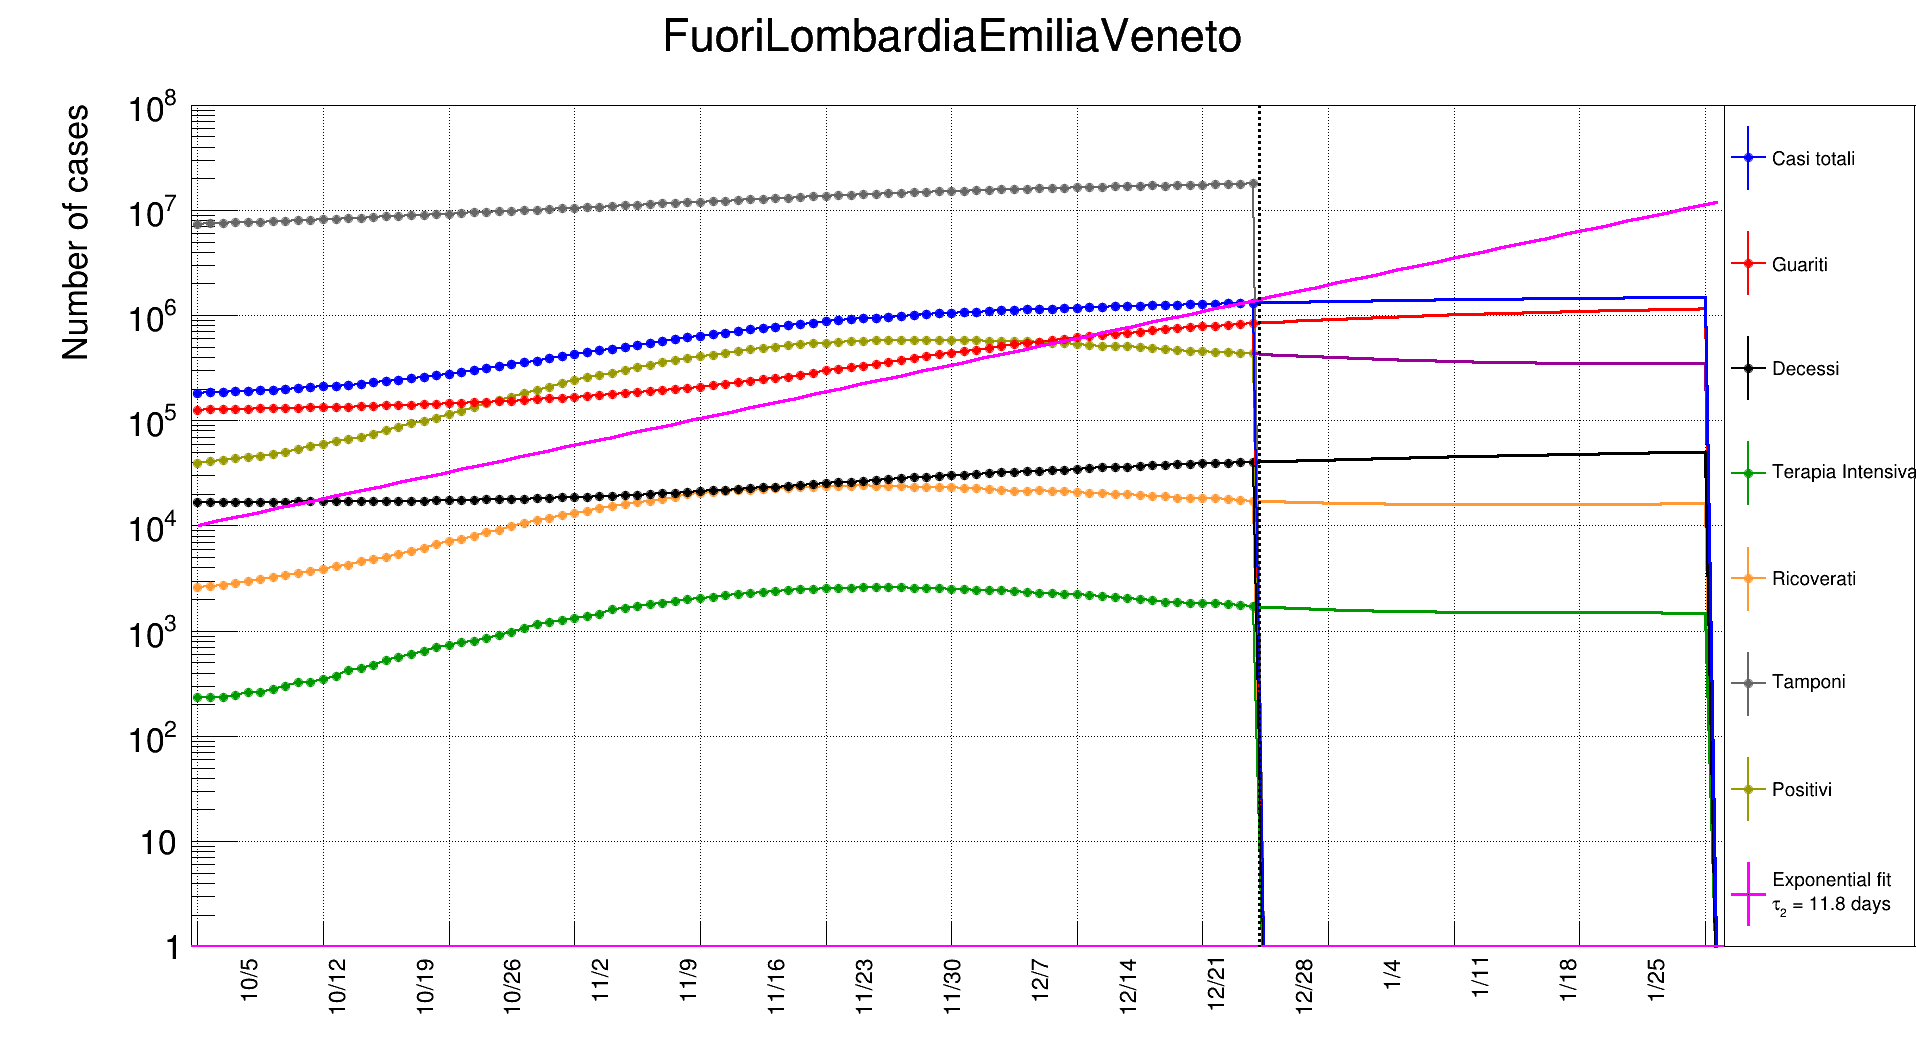 FuoriLombardiaEmiliaVeneto
Number of cases
10^8
10^7
10^6
10^5
10^4
10^3
10^2
10
1
10/5
10/12
10/19
10/26
11/2
11/9
11/16
11/23
11/30
12/7
12/14
12/21
12/28
1/4
1/11
1/18
1/25
Casi totali
Guariti
Decessi
Terapia Intensiva
Ricoverati
Tamponi
Positivi
Exponential fit
τ_2 = 11.8 days